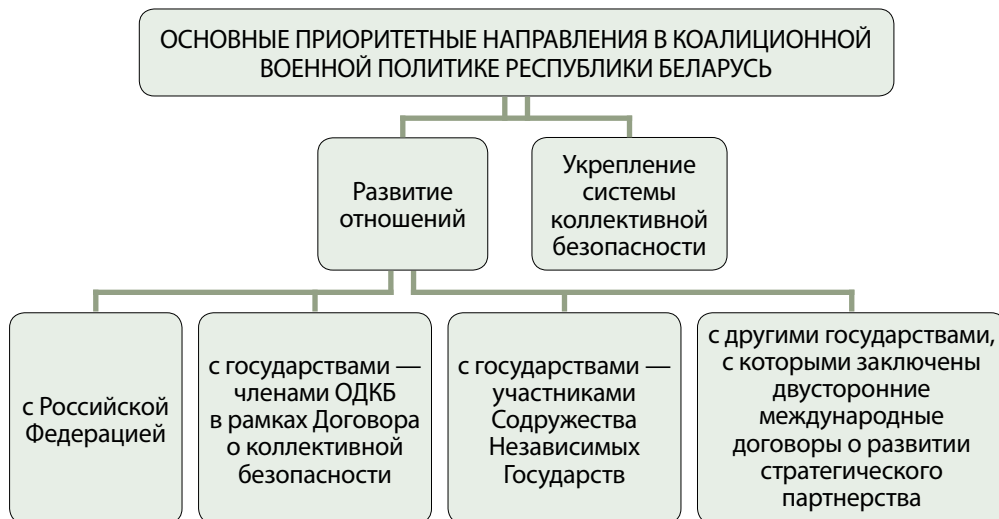 ОСНОВНЫЕ ПРИОРИТЕТНЫЕ НАПРАВЛЕНИЯ В КОАЛИЦИОННОЙ
ВОЕННОЙ ПОЛИТИКЕ РЕСПУБЛИКИ БЕЛАРУСЬ
Развитие
отношений
Укрепление
системы
коллективной
безопасности
с Российской
Федерацией
с государствами —
членами ОДКБ
в рамках Договора
о коллективной
безопасности
с государствами —
участниками
Содружества
Независимых
Государств
с другими государствами,
с которыми заключены
двусторонние
международные
договоры о развитии
стратегического
партнерства